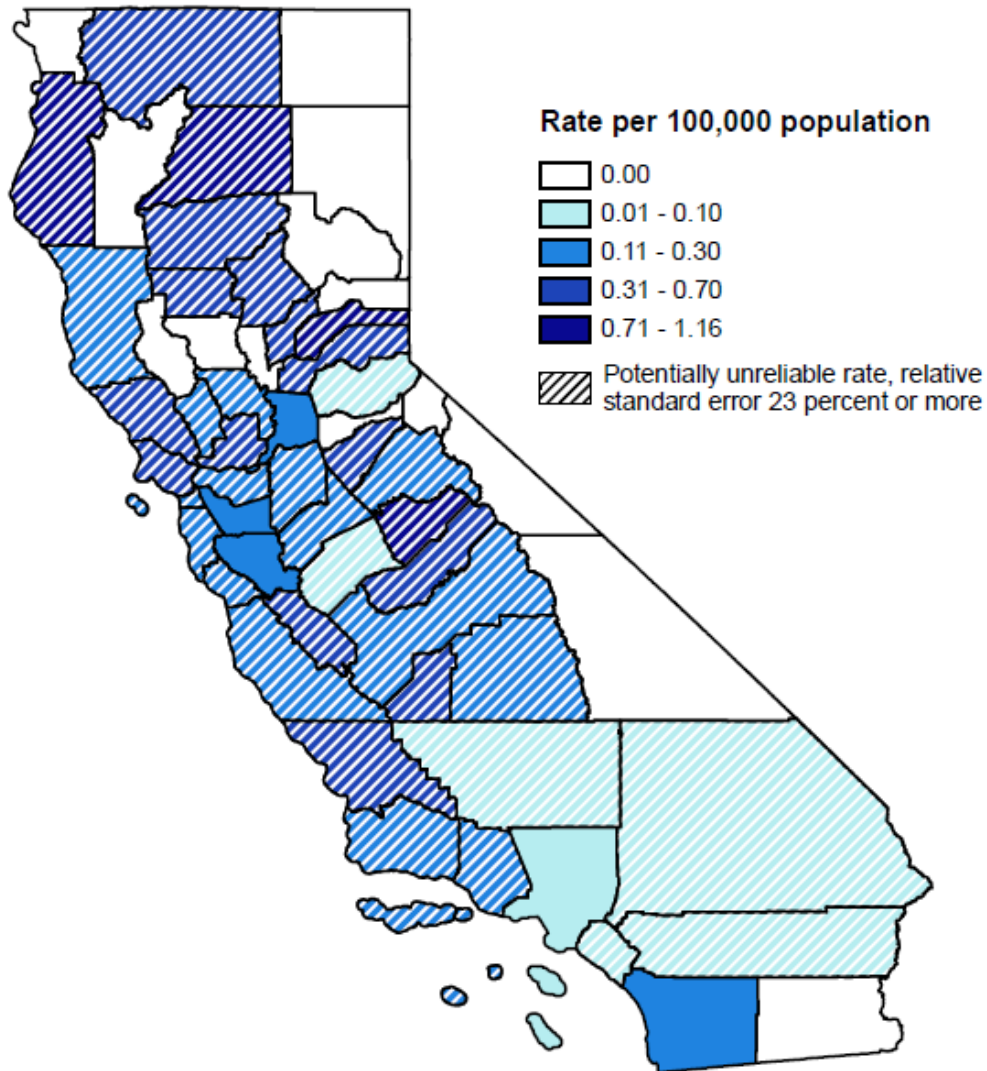 Rate per 100,000 population
0.00
0.01 - 0.10
0.11 - 0.30
0.31 - 0.70
0.71 - 1.16
Potentially unreliable rate, relative
standard error 23 percent or more